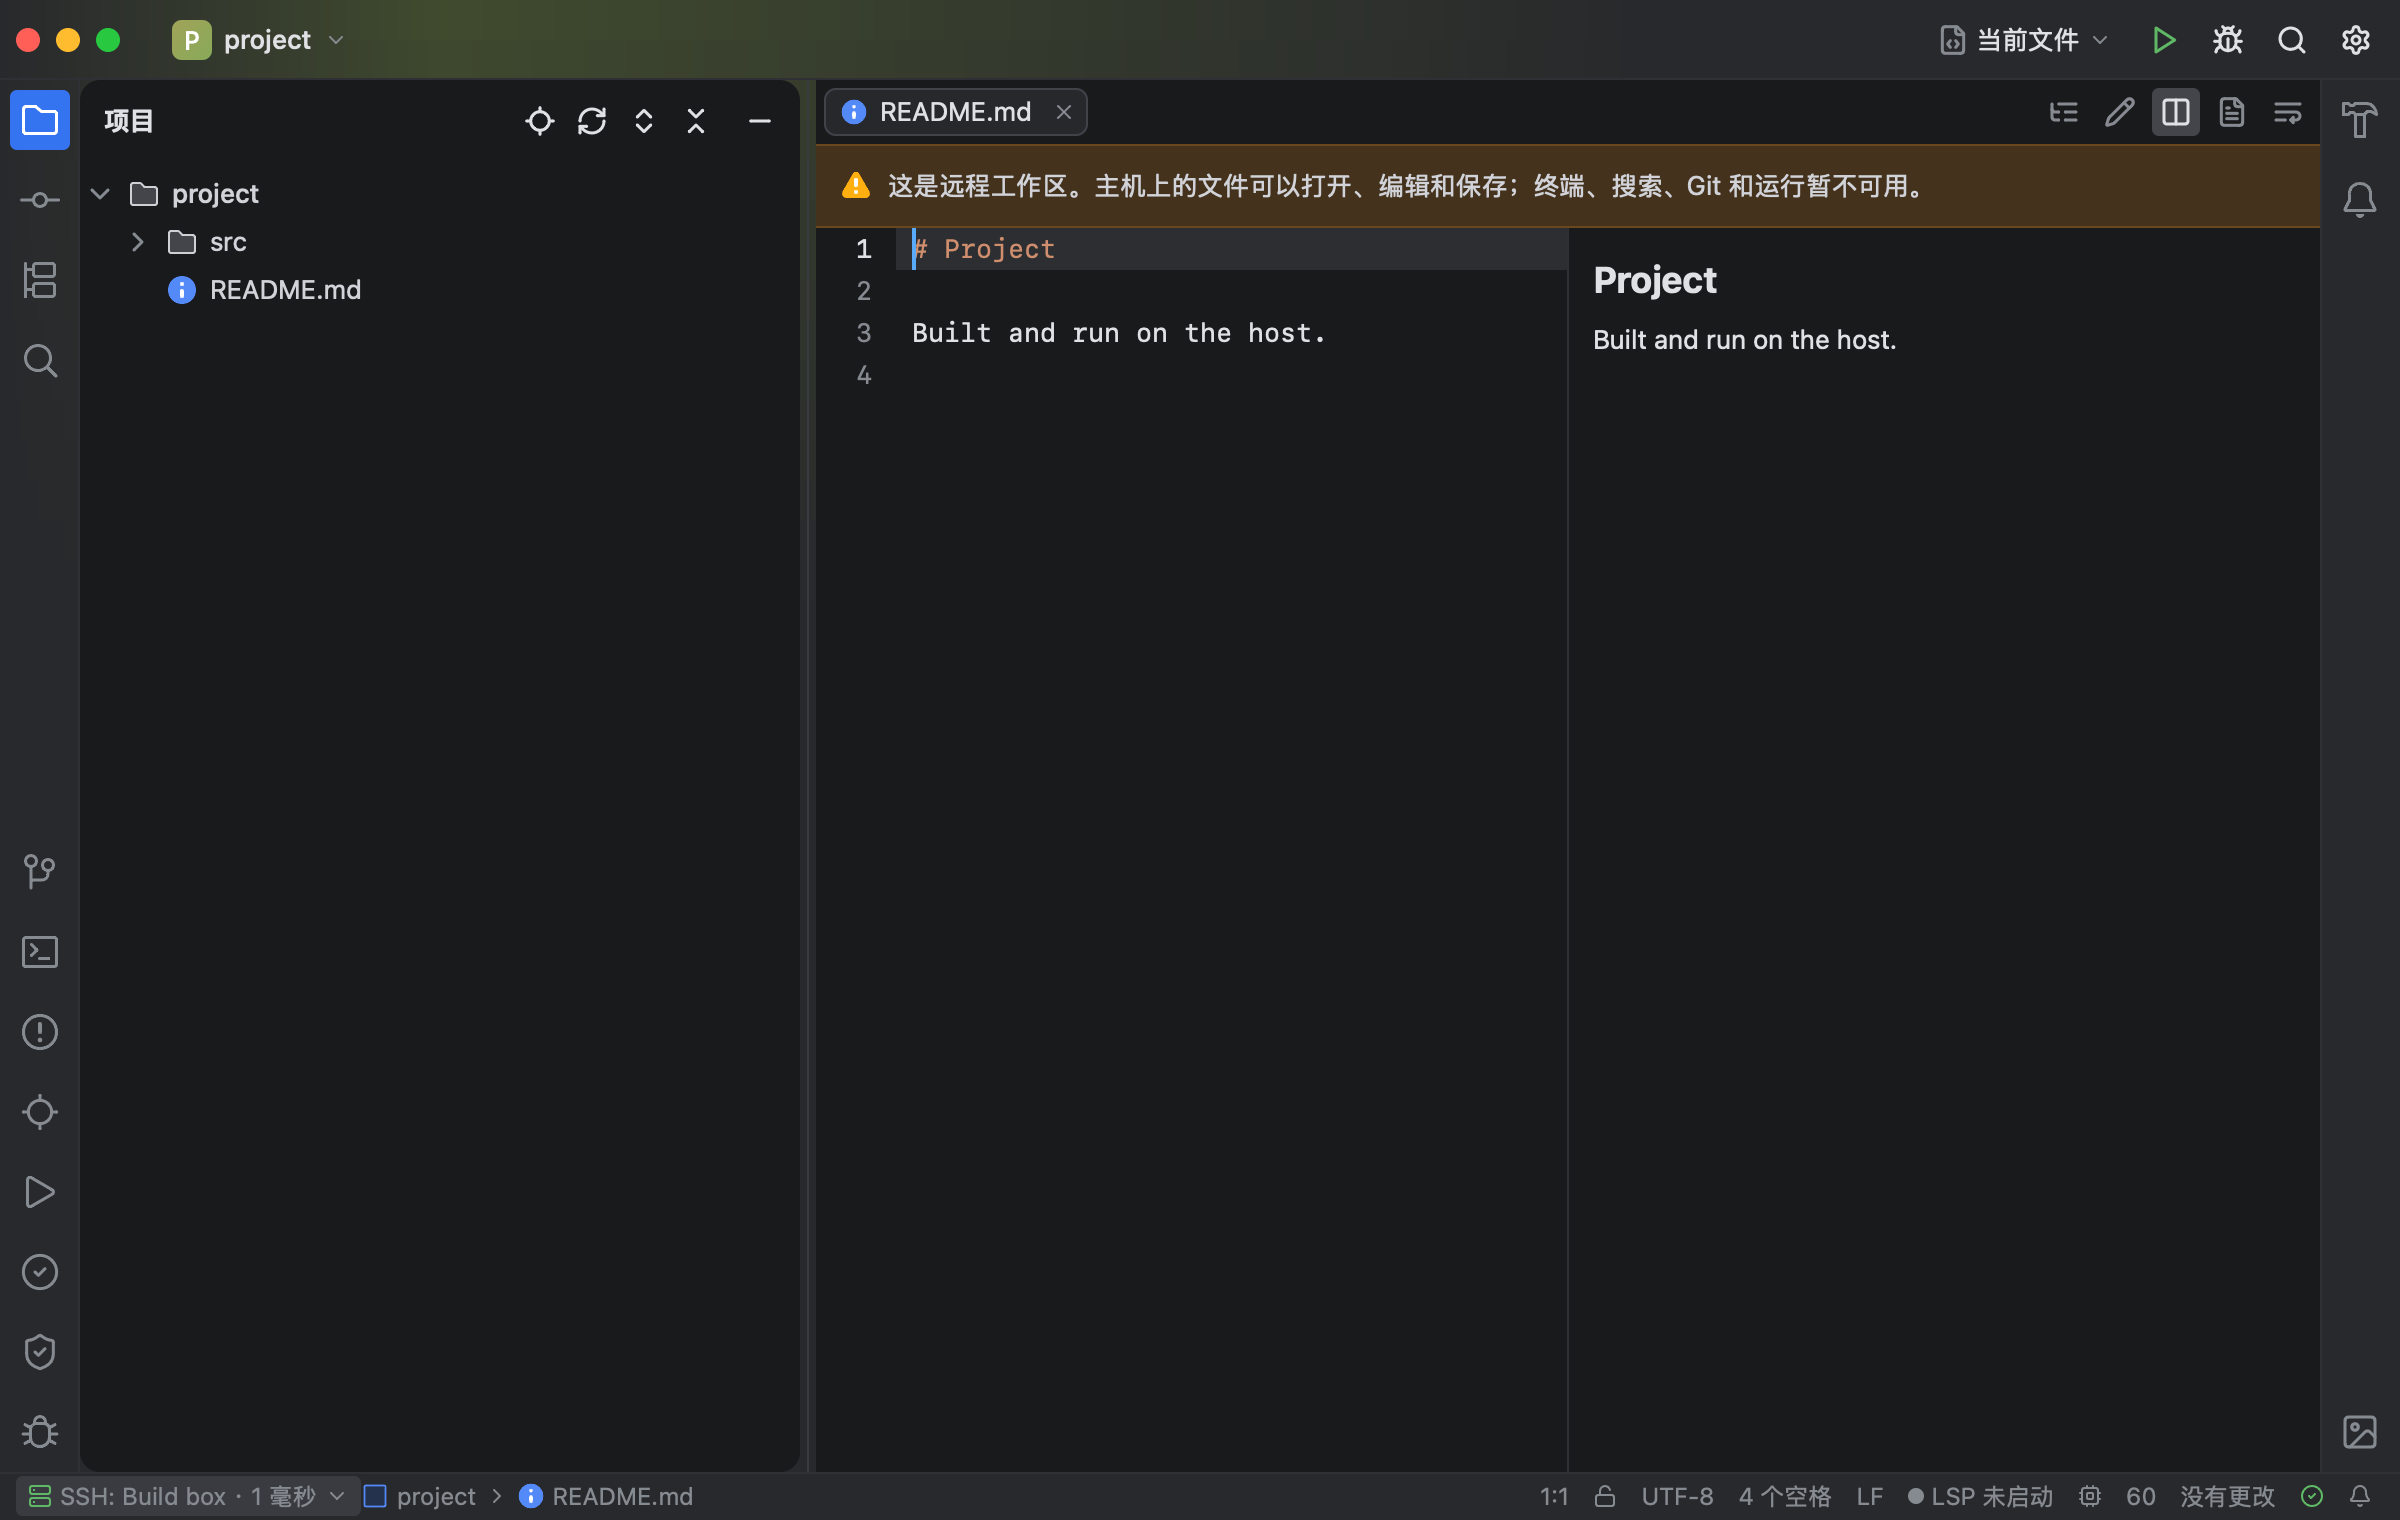 P project
当前文件
项目
README.md
这是远程工作区。主机上的文件可以打开、编辑和保存；终端、搜索、Git 和运行暂不可用。
project
src
README.md
1 # Project
2
3 Built and run on the host.
4
Project
Built and run on the host.
SSH: Build box · 1 毫秒 project README.md 1:1 UTF-8 4 个空格 LF LSP 未启动 60 没有更改